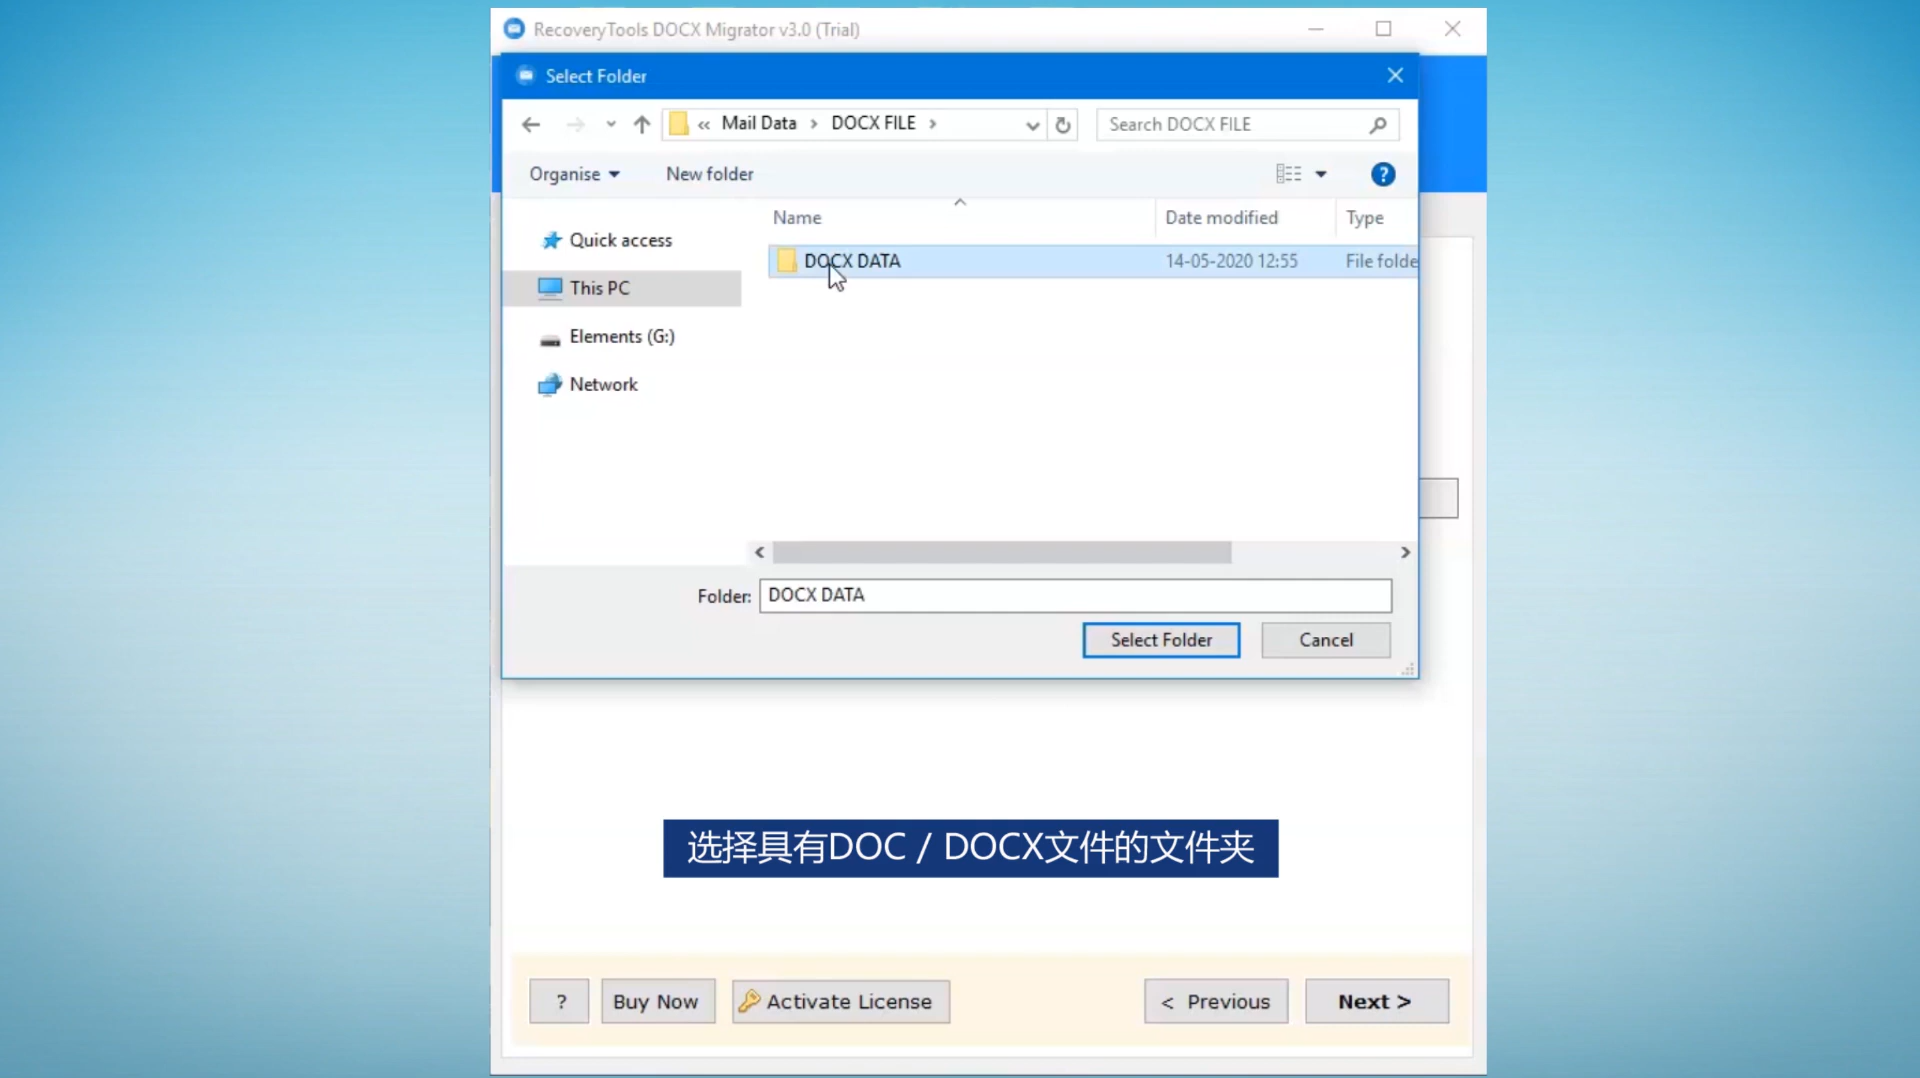 RecoveryTools DOCX Migrator v3.0 (Trial)
Select Folder
« Mail Data › DOCX FILE ›
Search DOCX FILE
Organise
New folder
?
Name
Date modified
Type
Quick access
DOCX DATA
14-05-2020 12:55
File folde
This PC
Elements (G:)
Network
Folder:
DOCX DATA
Select Folder
Cancel
选择具有DOC / DOCX文件的文件夹
?
Buy Now
Activate License
< Previous
Next >